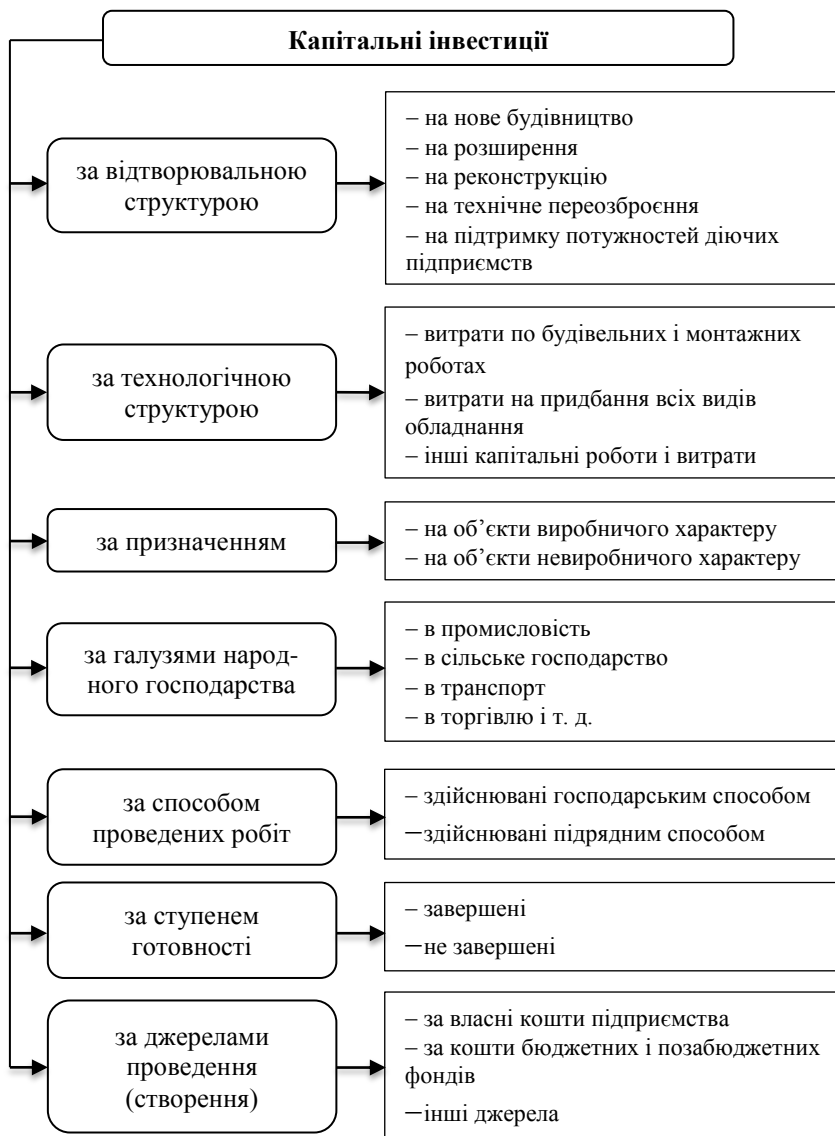 Капітальні інвестиції
за відтворювальною
структурою
– на нове будівництво
– на розширення
– на реконструкцію
– на технічне переозброєння
– на підтримку потужностей діючих
підприємств
за технологічною
структурою
– витрати по будівельних і монтажних
роботах
– витрати на придбання всіх видів
обладнання
– інші капітальні роботи і витрати
за призначенням
– на об’єкти виробничого характеру
– на об’єкти невиробничого характеру
за галузями народ-
ного господарства
– в промисловість
– в сільське господарство
– в транспорт
– в торгівлю і т. д.
за способом
проведених робіт
– здійснювані господарським способом
–здійснювані підрядним способом
за ступенем
готовності
– завершені
–не завершені
за джерелами
проведення
(створення)
– за власні кошти підприємства
– за кошти бюджетних і позабюджетних
фондів
–інші джерела